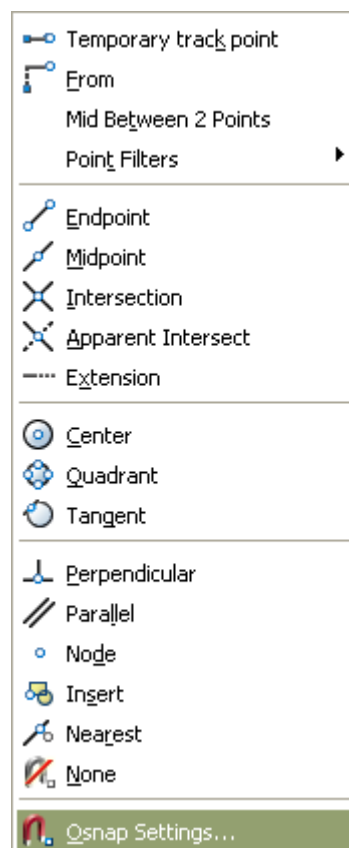 Temporary track point
From
Mid Between 2 Points
Point Filters
Endpoint
Midpoint
Intersection
Apparent Intersect
Extension
Center
Quadrant
Tangent
Perpendicular
Parallel
Node
Insert
Nearest
None
Osnap Settings...